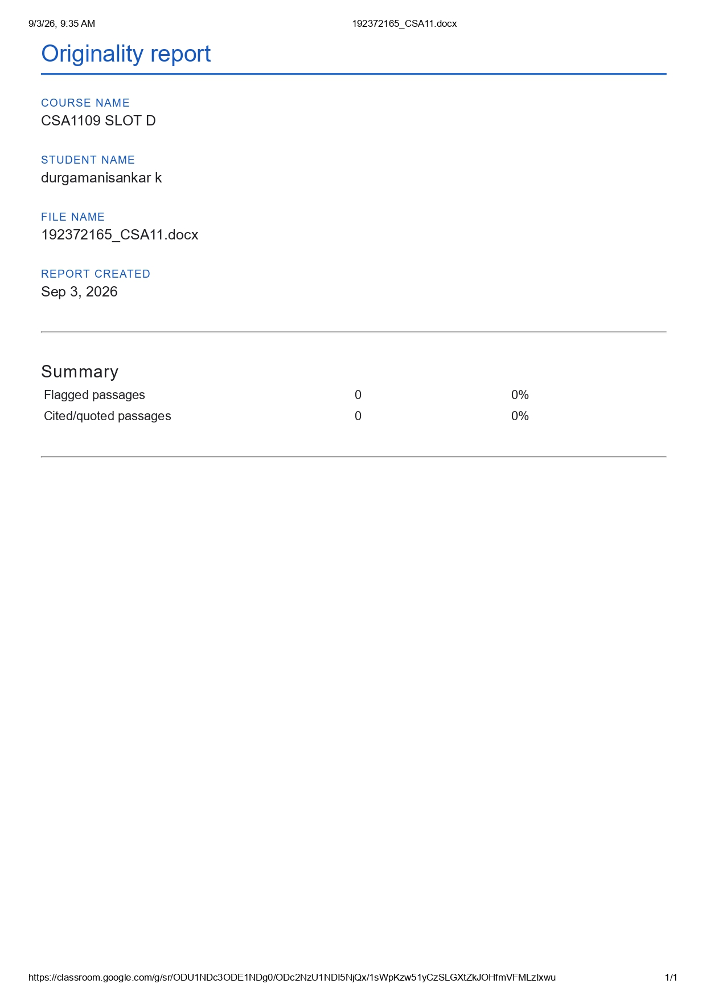 9/3/26, 9:35 AM 192372165_CSA11.docx
Originality report
COURSE NAME
CSA1109 SLOT D
STUDENT NAME
durgamanisankar k
FILE NAME
192372165_CSA11.docx
REPORT CREATED
Sep 3, 2026
Summary
Flagged passages 0 0%
Cited/quoted passages 0 0%
https://classroom.google.com/g/sr/ODU1NDc3ODE1NDg0/ODc2NzU1NDI5NjQx/1sWpKzw51yCzSLGXtZkJOHfmVFMLzIxwu 1/1